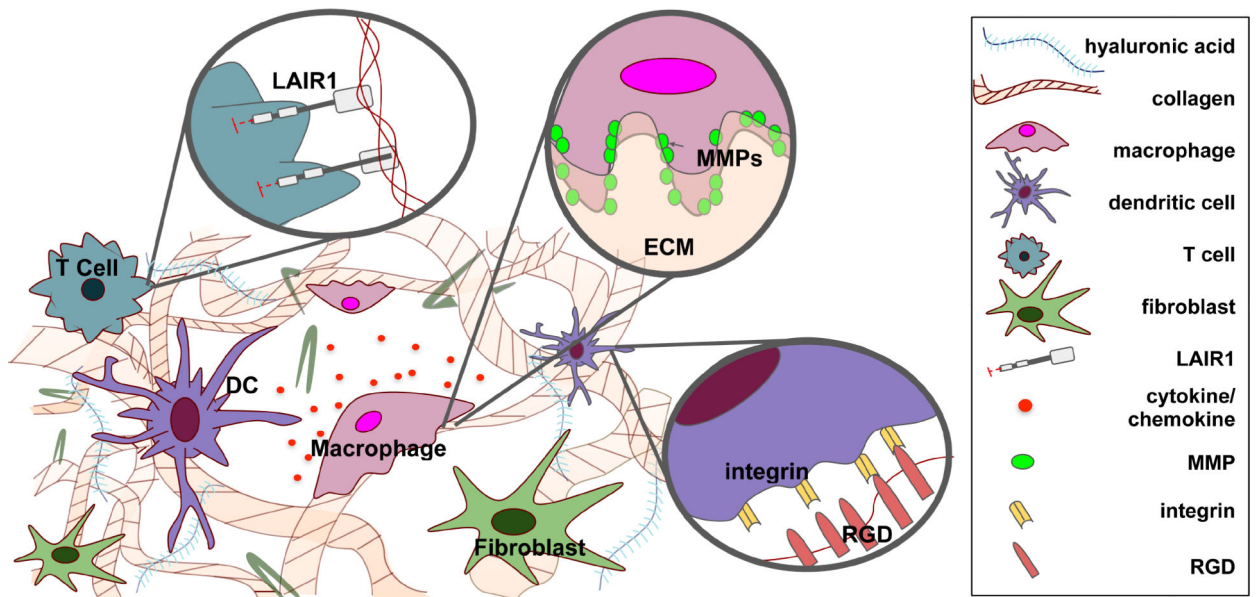 LAIR1
MMPs
ECM
T Cell
DC
Macrophage
Fibroblast
integrin
RGD
hyaluronic acid
collagen
macrophage
dendritic cell
T cell
fibroblast
LAIR1
cytokine/
chemokine
MMP
integrin
RGD